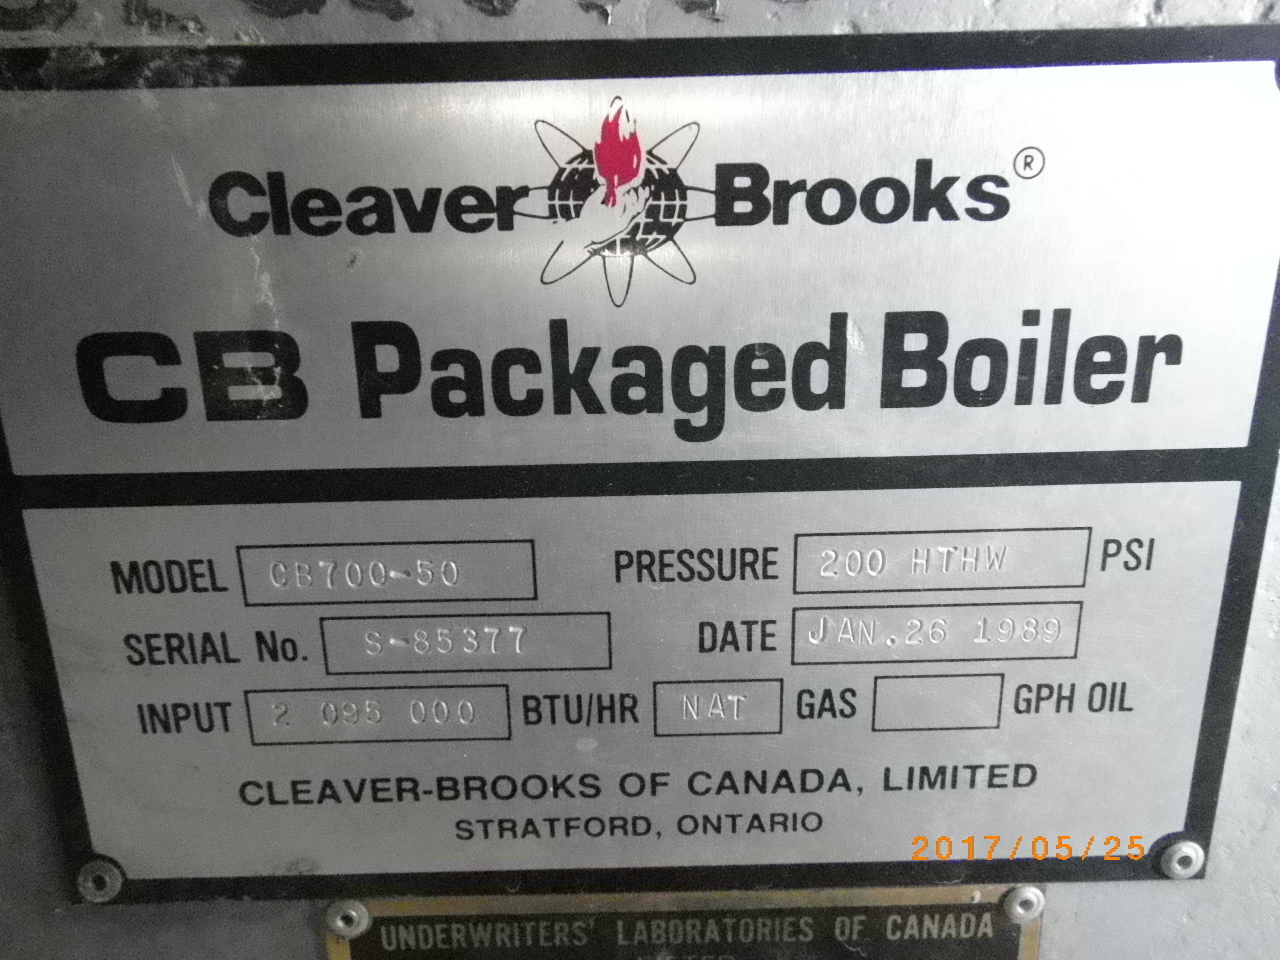 Cleaver Brooks®
CB Packaged Boiler
MODEL CB700-50 PRESSURE 200 HTHW PSI
SERIAL No. S-85377 DATE JAN.26 1989
INPUT 2 095 000 BTU/HR NAT GAS GPH OIL
CLEAVER-BROOKS OF CANADA, LIMITED
STRATFORD, ONTARIO
2017/05/25
UNDERWRITERS' LABORATORIES OF CANADA